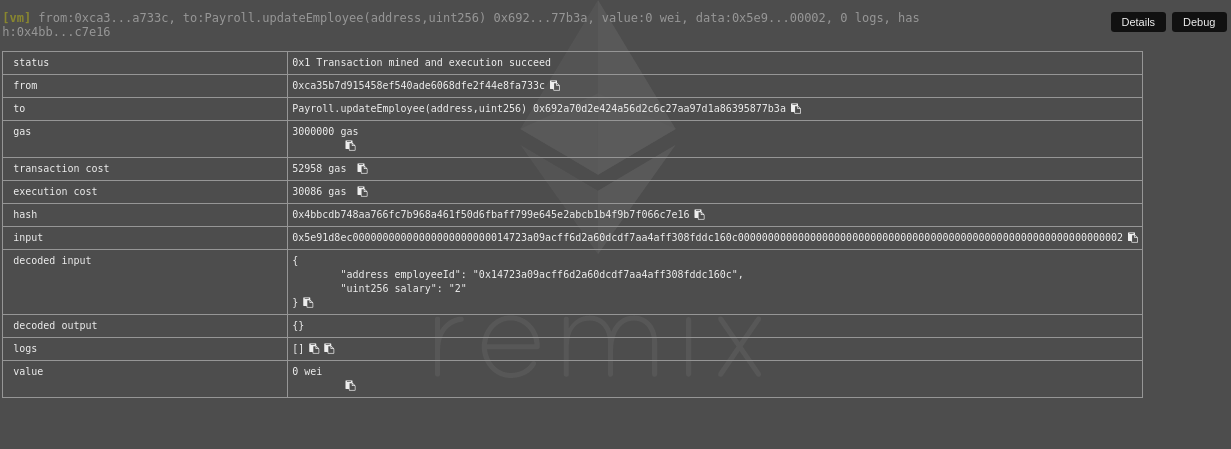 [vm] from:0xca3...a733c, to:Payroll.updateEmployee(address,uint256) 0x692...77b3a, value:0 wei, data:0x5e9...00002, 0 logs, has
h:0x4bb...c7e16
Details Debug
status 0x1 Transaction mined and execution succeed
from 0xca35b7d915458ef540ade6068dfe2f44e8fa733c
to Payroll.updateEmployee(address,uint256) 0x692a70d2e424a56d2c6c27aa97d1a86395877b3a
gas 3000000 gas
transaction cost 52958 gas
execution cost 30086 gas
hash 0x4bbcdb748aa766fc7b968a461f50d6fbaff799e645e2abcb1b4f9b7f066c7e16
input 0x5e91d8ec00000000000000000000000014723a09acff6d2a60dcdf7aa4aff308fddc160c0000000000000000000000000000000000000000000000000000000000000002
decoded input {
"address employeeId": "0x14723a09acff6d2a60dcdf7aa4aff308fddc160c",
"uint256 salary": "2"
}
decoded output {}
logs []
value 0 wei
remix